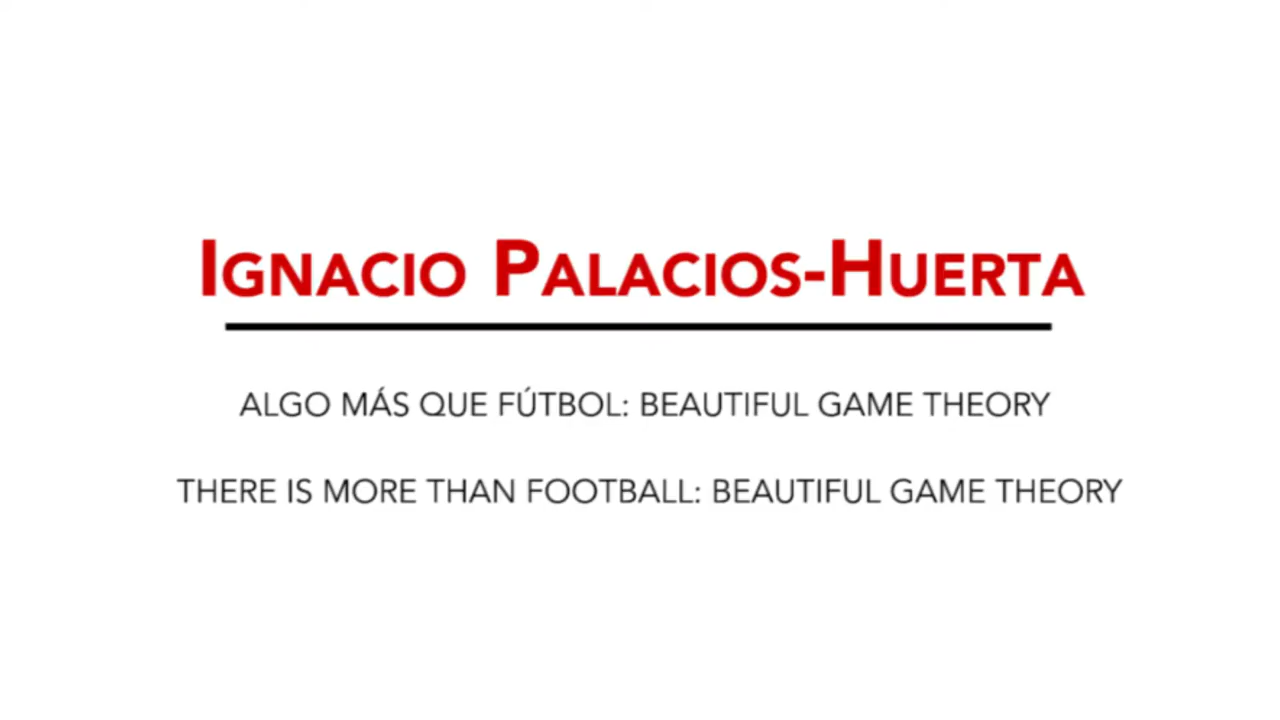 IGNACIO PALACIOS-HUERTA
ALGO MÁS QUE FÚTBOL: BEAUTIFUL GAME THEORY
THERE IS MORE THAN FOOTBALL: BEAUTIFUL GAME THEORY